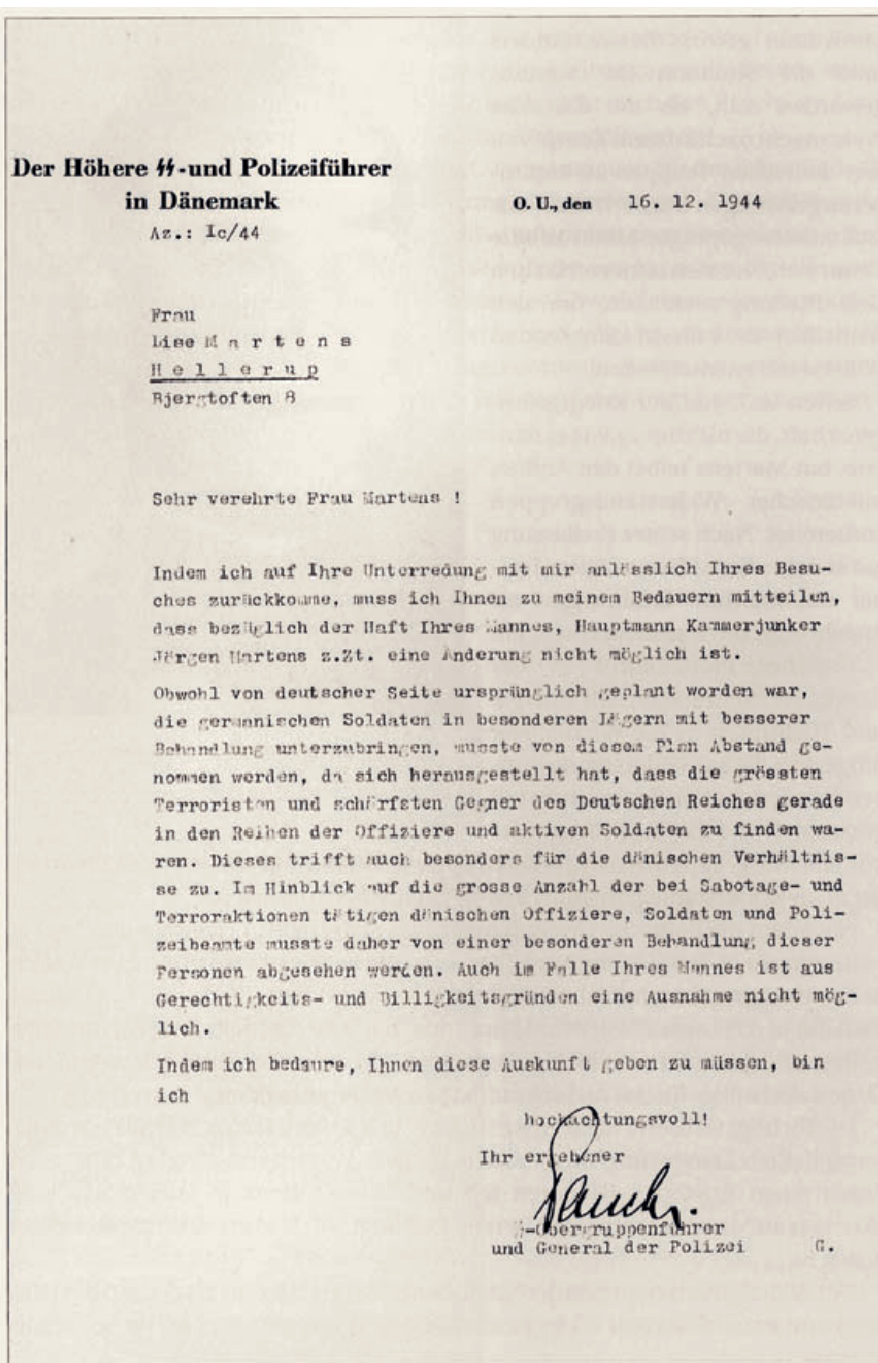 Der Höhere SS-und Polizeiführer
in Dänemark
Az.: Ic/44
O. U., den 16. 12. 1944
Frau
Lise M a r t e n s
H e l l e r u p
Bjergtoften 8
Sehr verehrte Frau Martens !
Indem ich auf Ihre Unterredung mit mir anlässlich Ihres Besu-
ches zurückkomme, muss ich Ihnen zu meinem Bedauern mitteilen,
dass bezüglich der Haft Ihres Mannes, Hauptmann Kammerjunker
Jörgen Martens z.Zt. eine Änderung nicht möglich ist.
Obwohl von deutscher Seite ursprünglich geplant worden war,
die germanischen Soldaten in besonderen Lägern mit besserer
Behandlung unterzubringen, musste von diesem Plan Abstand ge-
nommen werden, da sich herausgestellt hat, dass die grössten
Terroristen und schärfsten Gegner des Deutschen Reiches gerade
in den Reihen der Offiziere und aktiven Soldaten zu finden wa-
ren. Dieses trifft auch besonders für die dänischen Verhältnis-
se zu. Im Hinblick auf die grosse Anzahl der bei Sabotage- und
Terroraktionen tätigen dänischen Offiziere, Soldaten und Poli-
zeibeamte musste daher von einer besonderen Behandlung dieser
Personen abgesehen werden. Auch im Falle Ihres Mannes ist aus
Gerechtigkeits- und Billigkeitsgründen eine Ausnahme nicht mög-
lich.
Indem ich bedaure, Ihnen diese Auskunft geben zu müssen, bin
ich
hochachtungsvoll!
Ihr ergebener
Pancke.
SS-Obergruppenführer
und General der Polizei G.